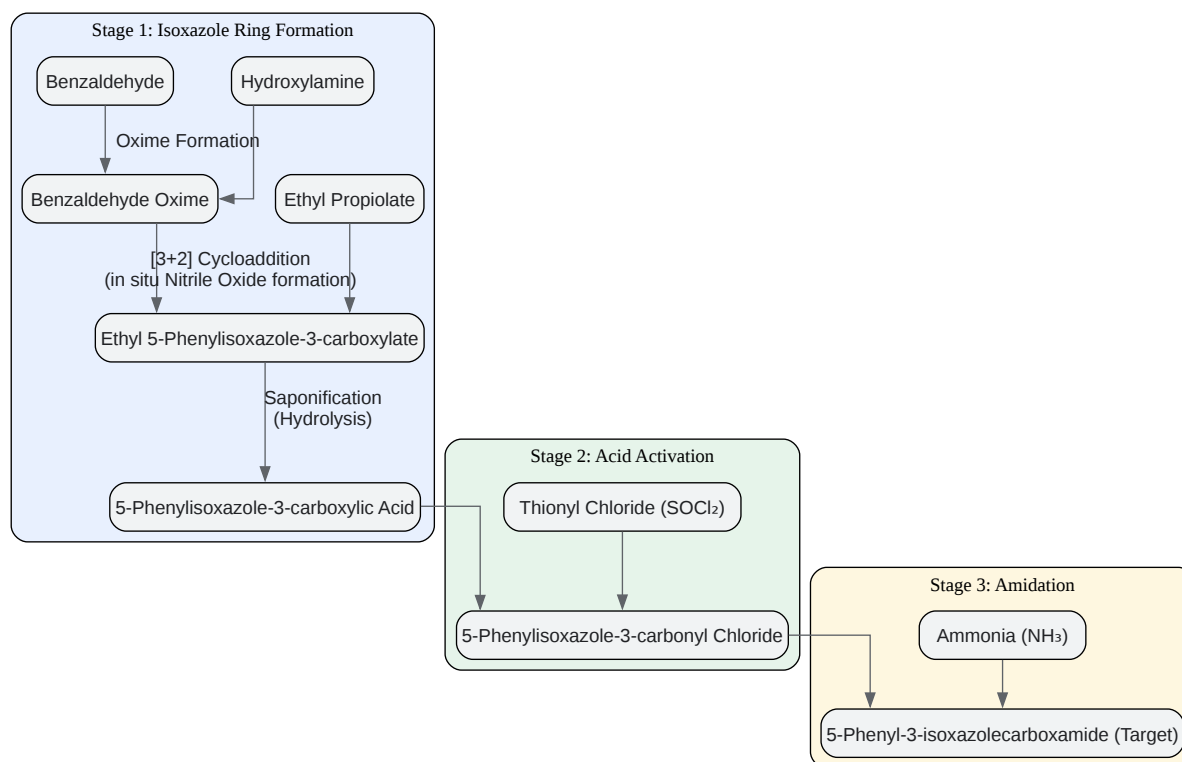 Stage 1: Isoxazole Ring Formation
Benzaldehyde
Hydroxylamine
Oxime Formation
Benzaldehyde Oxime
Ethyl Propiolate
[3+2] Cycloaddition
(in situ Nitrile Oxide formation)
Ethyl 5-Phenylisoxazole-3-carboxylate
Saponification
(Hydrolysis)
5-Phenylisoxazole-3-carboxylic Acid
Stage 2: Acid Activation
Thionyl Chloride (SOCl₂)
5-Phenylisoxazole-3-carbonyl Chloride
Stage 3: Amidation
Ammonia (NH₃)
5-Phenyl-3-isoxazolecarboxamide (Target)